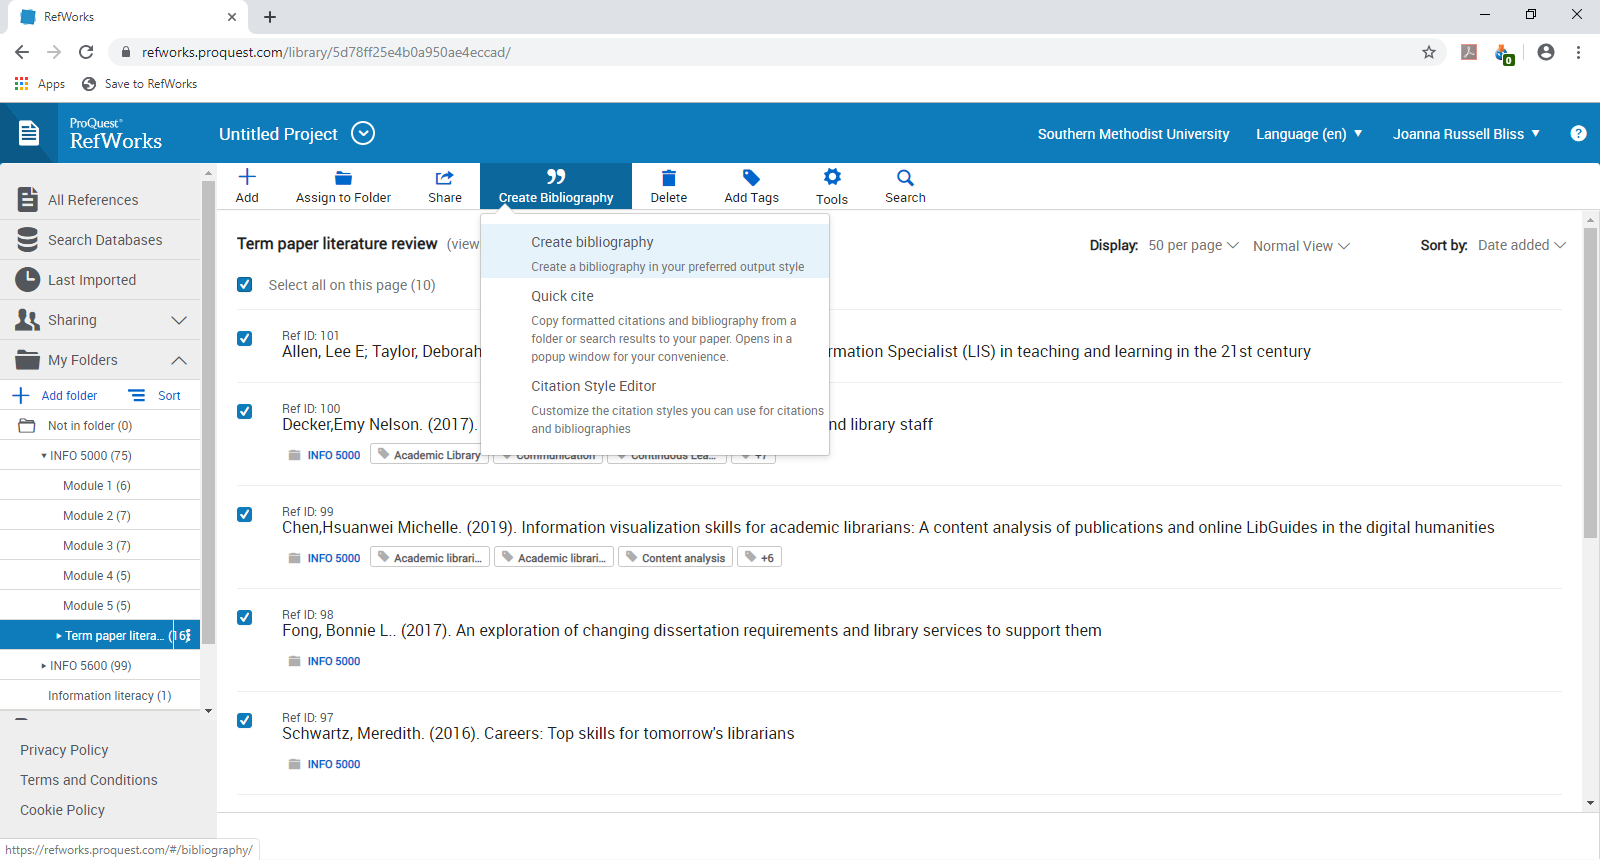 RefWorks
refworks.proquest.com/library/5d78ff25e4b0a950ae4eccad/
0
Apps
Save to RefWorks
ProQuest®
RefWorks
Untitled Project
Southern Methodist University
Language (en)
Joanna Russell Bliss
?
Add
Assign to Folder
Share
Create Bibliography
Delete
Add Tags
Tools
Search
All References
Search Databases
Last Imported
Sharing
My Folders
Add folder
Sort
Not in folder (0)
INFO 5000 (75)
Module 1 (6)
Module 2 (7)
Module 3 (7)
Module 4 (5)
Module 5 (5)
Term paper litera... (16)
INFO 5600 (99)
Information literacy (1)
Privacy Policy
Terms and Conditions
Cookie Policy
https://refworks.proquest.com/#/bibliography/
Term paper literature review (view
Display: 50 per page
Normal View
Sort by: Date added
Select all on this page (10)
Create bibliography
Create a bibliography in your preferred output style
Quick cite
Copy formatted citations and bibliography from a
folder or search results to your paper. Opens in a
popup window for your convenience.
Citation Style Editor
Customize the citation styles you can use for citations
and bibliographies
Ref ID: 101
Allen, Lee E; Taylor, Deborah rmation Specialist (LIS) in teaching and learning in the 21st century
Ref ID: 100
Decker,Emy Nelson. (2017). nd library staff
INFO 5000
Academic Library
Communication
Continuous Lea...
+7
Ref ID: 99
Chen,Hsuanwei Michelle. (2019). Information visualization skills for academic librarians: A content analysis of publications and online LibGuides in the digital humanities
INFO 5000
Academic librari...
Academic librari...
Content analysis
+6
Ref ID: 98
Fong, Bonnie L.. (2017). An exploration of changing dissertation requirements and library services to support them
INFO 5000
Ref ID: 97
Schwartz, Meredith. (2016). Careers: Top skills for tomorrow's librarians
INFO 5000